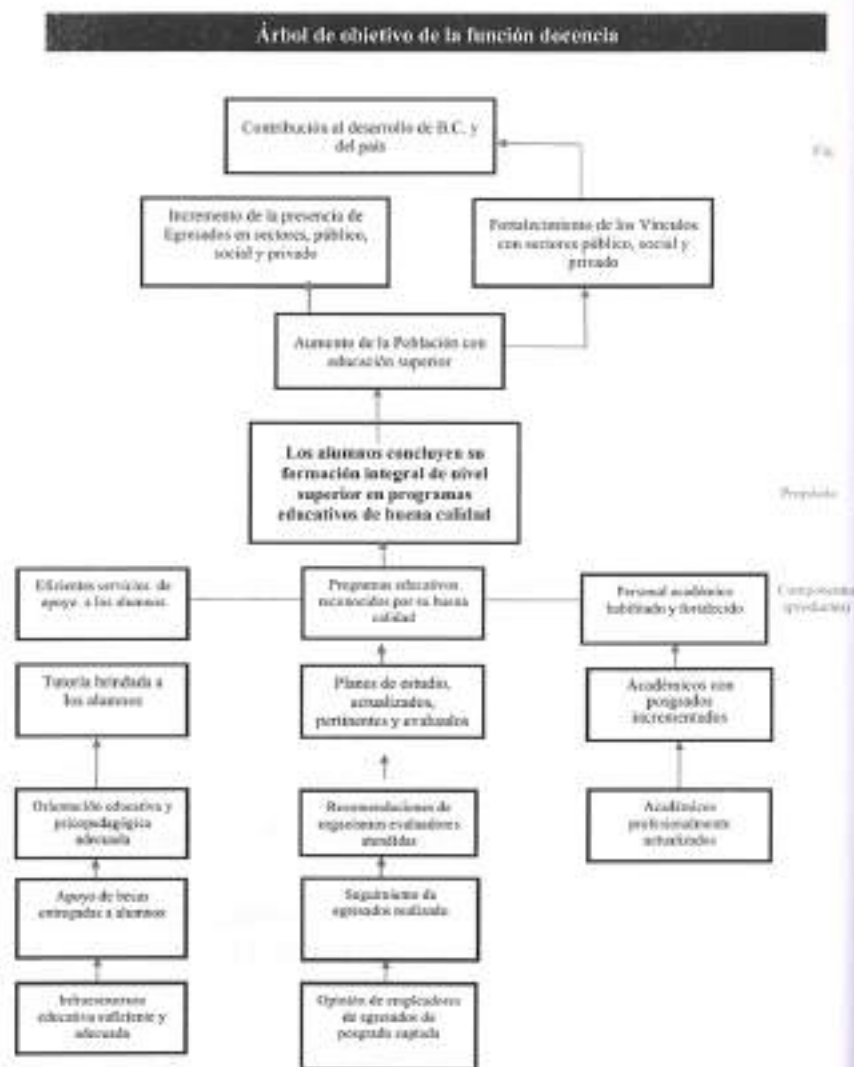 Árbol de objetivo de la función docencia
Contribución al desarrollo de B.C. y
del país
Fin
Incremento de la presencia de
Egresados en sectores, público,
social y privado
Fortalecimiento de los Vínculos
con sectores público, social y
privado
Aumento de la Población con
educación superior
Los alumnos concluyen su
formación integral de nivel
superior en programas
educativos de buena calidad
Propósito
Eficientes servicios de
apoyo a los alumnos
Programas educativos
reconocidos por su buena
calidad
Personal académico
habilitado y fortalecido
Componentes
(productos)
Tutoría brindada a
los alumnos
Planes de estudio,
actualizados,
pertinentes y evaluados
Académicos con
posgrados
incrementados
Orientación educativa y
psicopedagógica
adecuada
Recomendaciones de
organismos evaluadores
atendidas
Académicos
profesionalmente
actualizados
Apoyo de becas
entregadas a alumnos
Seguimiento de
egresados realizado
Infraestructura
educativa suficiente y
adecuada
Opinión de empleadores
de egresados de
posgrado captada